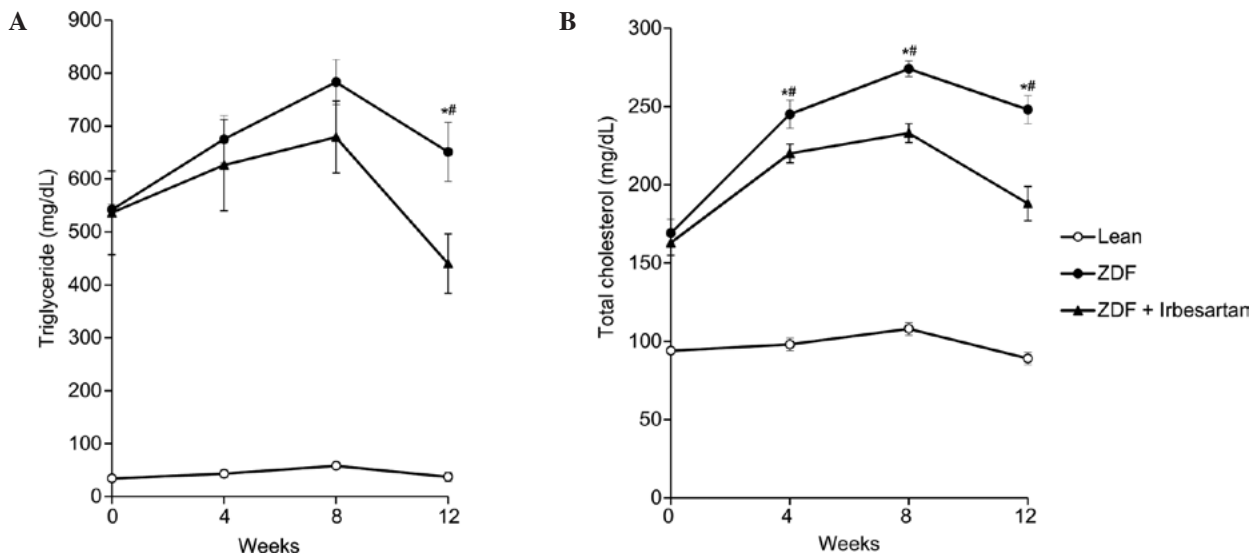 A
900
800
700
600
500
400
300
200
100
0
Triglyceride (mg/dL)
*#
0 4 8 12
Weeks
B
300
250
200
150
100
50
0
Total cholesterol (mg/dL)
*#
*#
*#
0 4 8 12
Weeks
Lean
ZDF
ZDF + Irbesartan